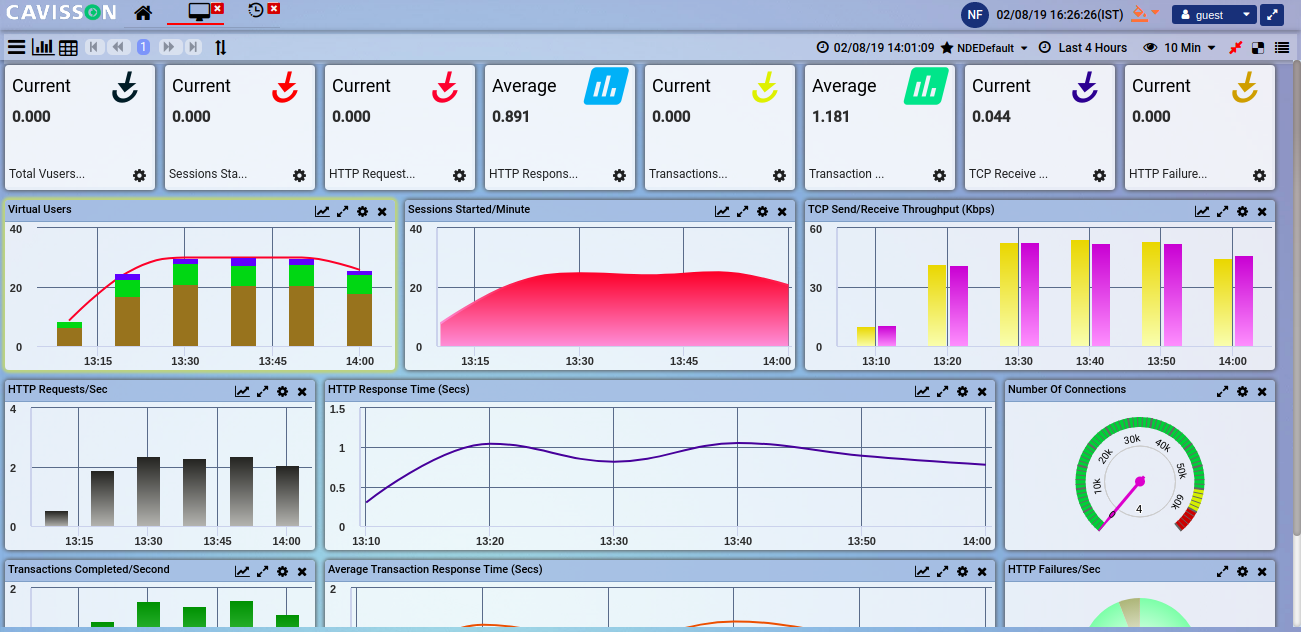 CAVISSON
NF 02/08/19 16:26:26(IST) guest
1 02/08/19 14:01:09 NDEDefault Last 4 Hours 10 Min
Current Current Current Average Current Average Current Current
0.000 0.000 0.000 0.891 0.000 1.181 0.044 0.000
Total Vusers... Sessions Sta... HTTP Request... HTTP Respons... Transactions... Transaction ... TCP Receive ... HTTP Failure...
Virtual Users
40
20
0
13:15 13:30 13:45 14:00
Sessions Started/Minute
40
20
0
13:15 13:30 13:45 14:00
TCP Send/Receive Throughput (Kbps)
60
30
0
13:10 13:20 13:30 13:40 13:50 14:00
HTTP Requests/Sec
4
2
0
13:15 13:30 13:45 14:00
HTTP Response Time (Secs)
1.5
1
0.5
0
13:10 13:20 13:30 13:40 13:50 14:00
Number Of Connections
10k 20k 30k 40k 50k 60k
4
Transactions Completed/Second
2
Average Transaction Response Time (Secs)
2
HTTP Failures/Sec